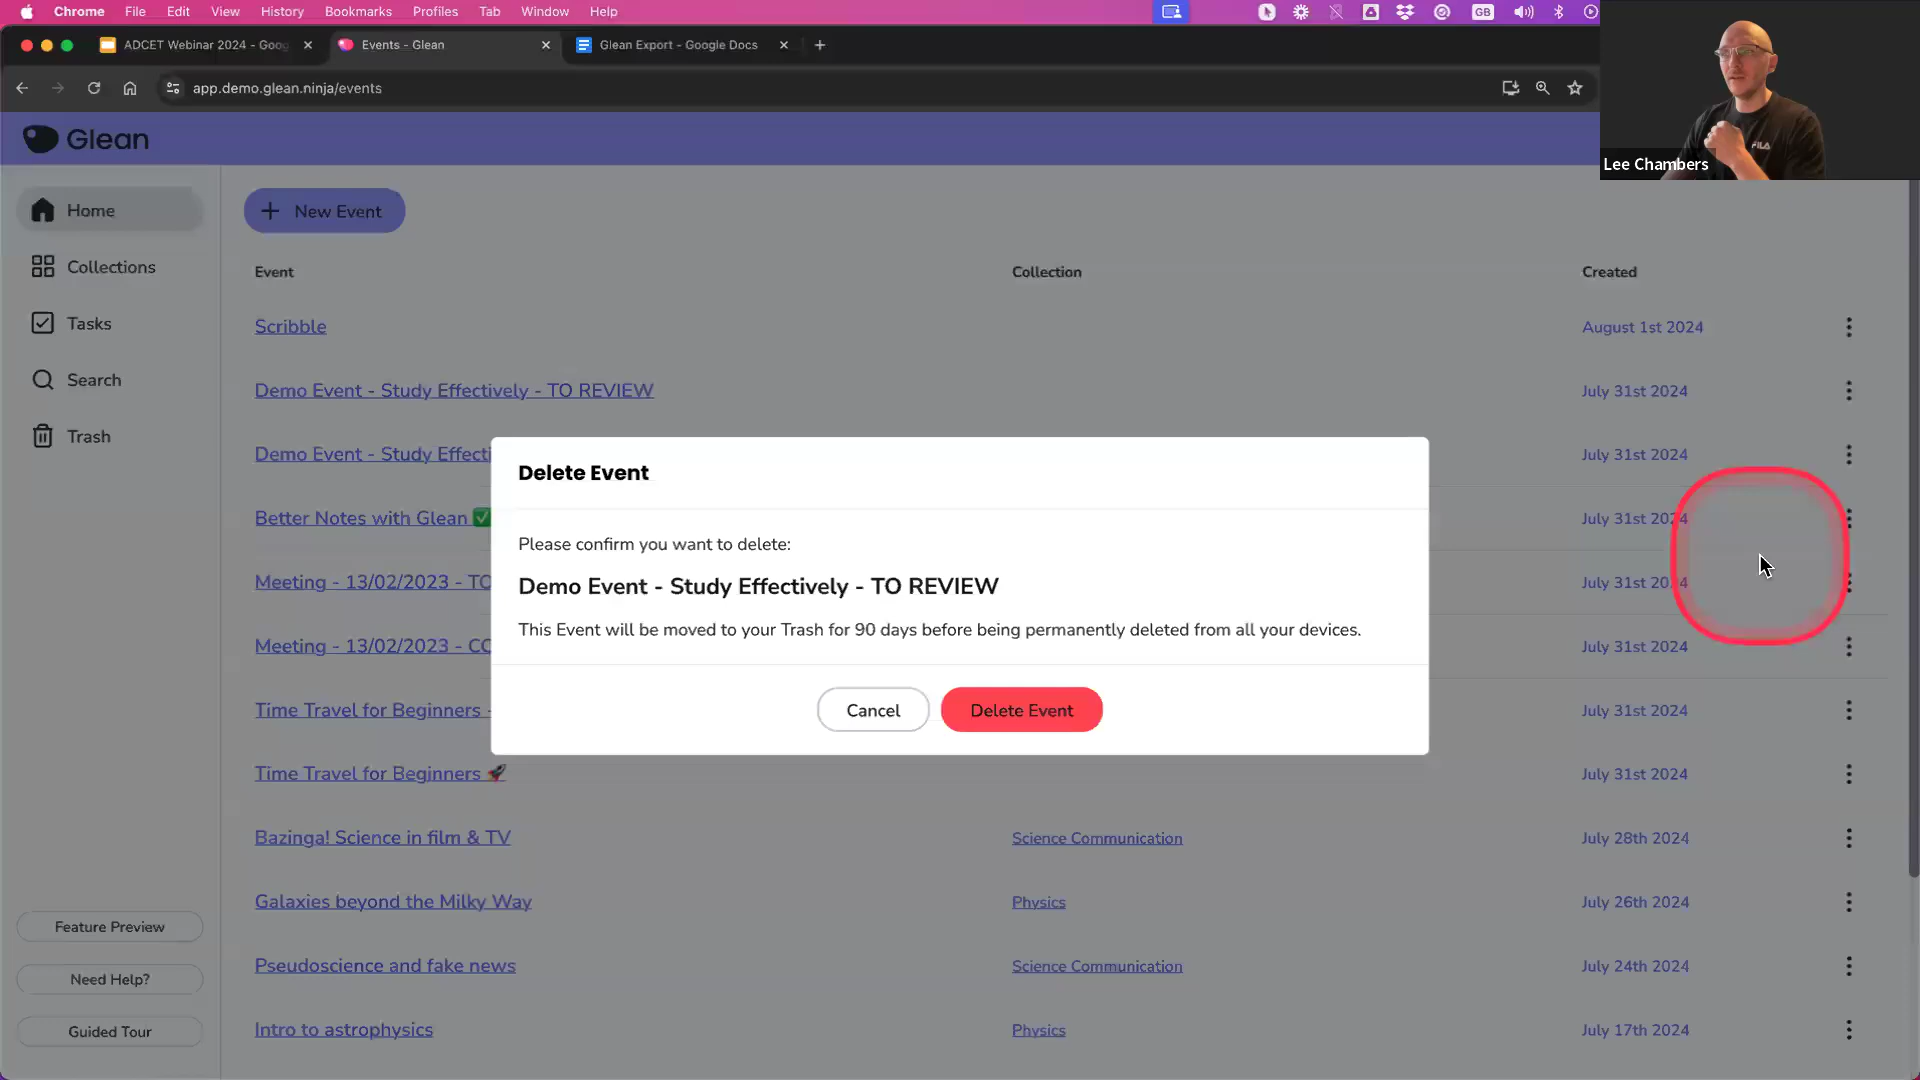 Chrome File Edit View History Bookmarks Profiles Tab Window Help
GB
ADCET Webinar 2024 - Goog
Events - Glean
Glean Export - Google Docs
app.demo.glean.ninja/events
FILA
Lee Chambers
Glean
Home
Collections
Tasks
Search
Trash
Feature Preview
Need Help?
Guided Tour
New Event
Event Collection Created
Scribble August 1st 2024
Demo Event - Study Effectively - TO REVIEW July 31st 2024
Demo Event - Study Effecti July 31st 2024
Better Notes with Glean ✅ July 31st 2024
Meeting - 13/02/2023 - TO July 31st 2024
Meeting - 13/02/2023 - CO July 31st 2024
Time Travel for Beginners - July 31st 2024
Time Travel for Beginners 🚀 July 31st 2024
Bazinga! Science in film & TV Science Communication July 28th 2024
Galaxies beyond the Milky Way Physics July 26th 2024
Pseudoscience and fake news Science Communication July 24th 2024
Intro to astrophysics Physics July 17th 2024
Delete Event
Please confirm you want to delete:
Demo Event - Study Effectively - TO REVIEW
This Event will be moved to your Trash for 90 days before being permanently deleted from all your devices.
Cancel Delete Event